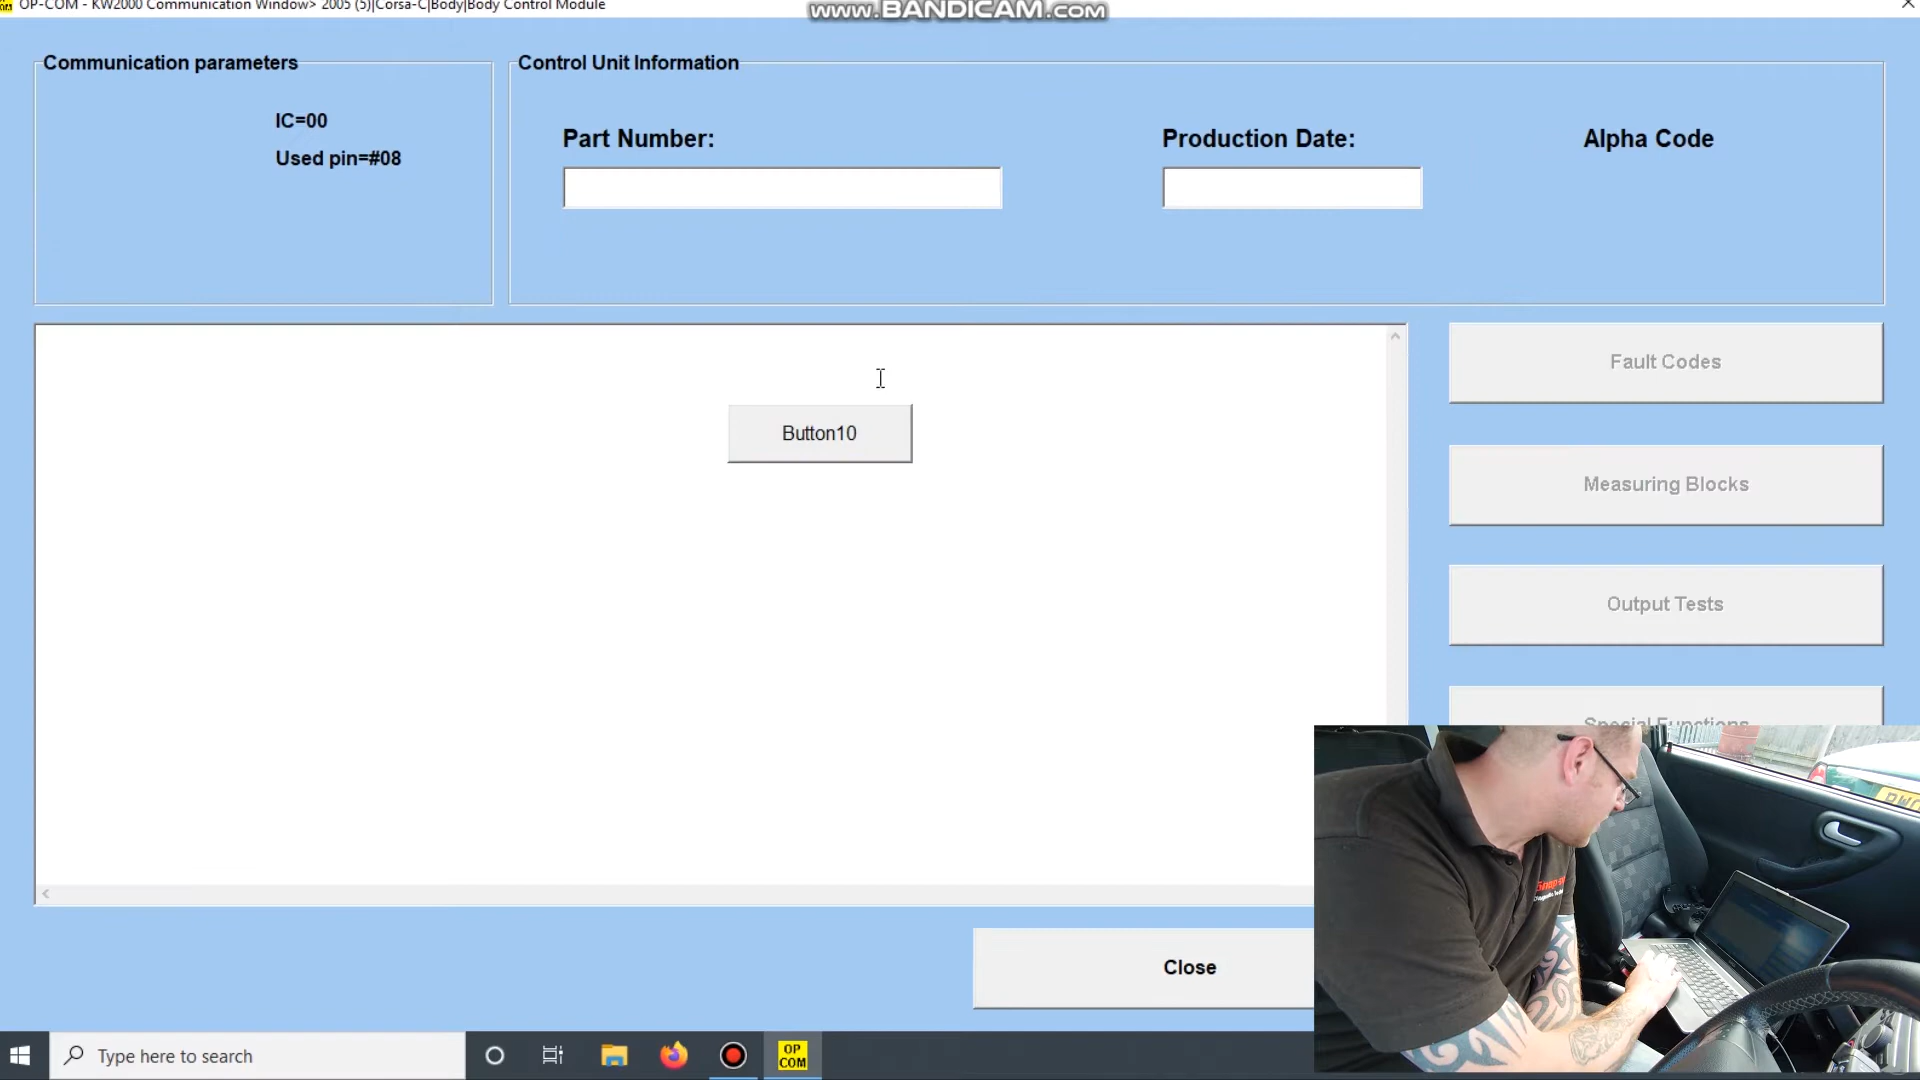 OP-COM - KW2000 Communication Window> 2005 (5)|Corsa-C|Body|Body Control Module
www.BANDICAM.com
Communication parameters
IC=00
Used pin=#08
Control Unit Information
Part Number:
Production Date:
Alpha Code
Button10
Fault Codes
Measuring Blocks
Output Tests
Special Functions
Close
Type here to search
OP
COM